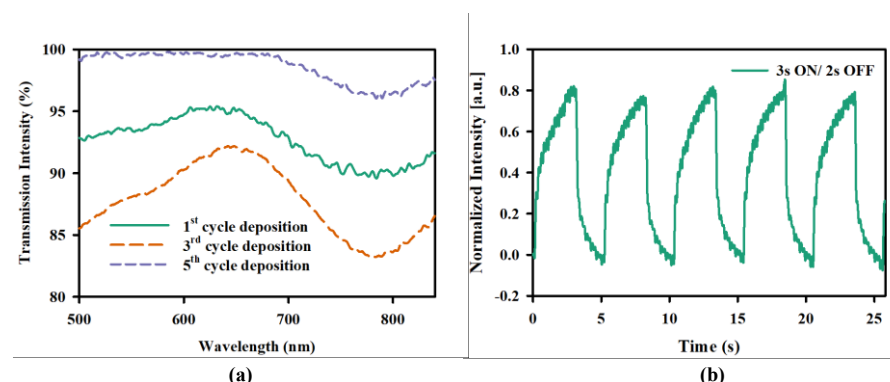 100
95
90
85
80
Transmission Intensity (%)
1st cycle deposition
3rd cycle deposition
5th cycle deposition
500
600
700
800
Wavelength (nm)
(a)
1.0
0.8
0.6
0.4
0.2
0.0
-0.2
Normalized Intensity [a.u.]
3s ON/ 2s OFF
0
5
10
15
20
25
Time (s)
(b)